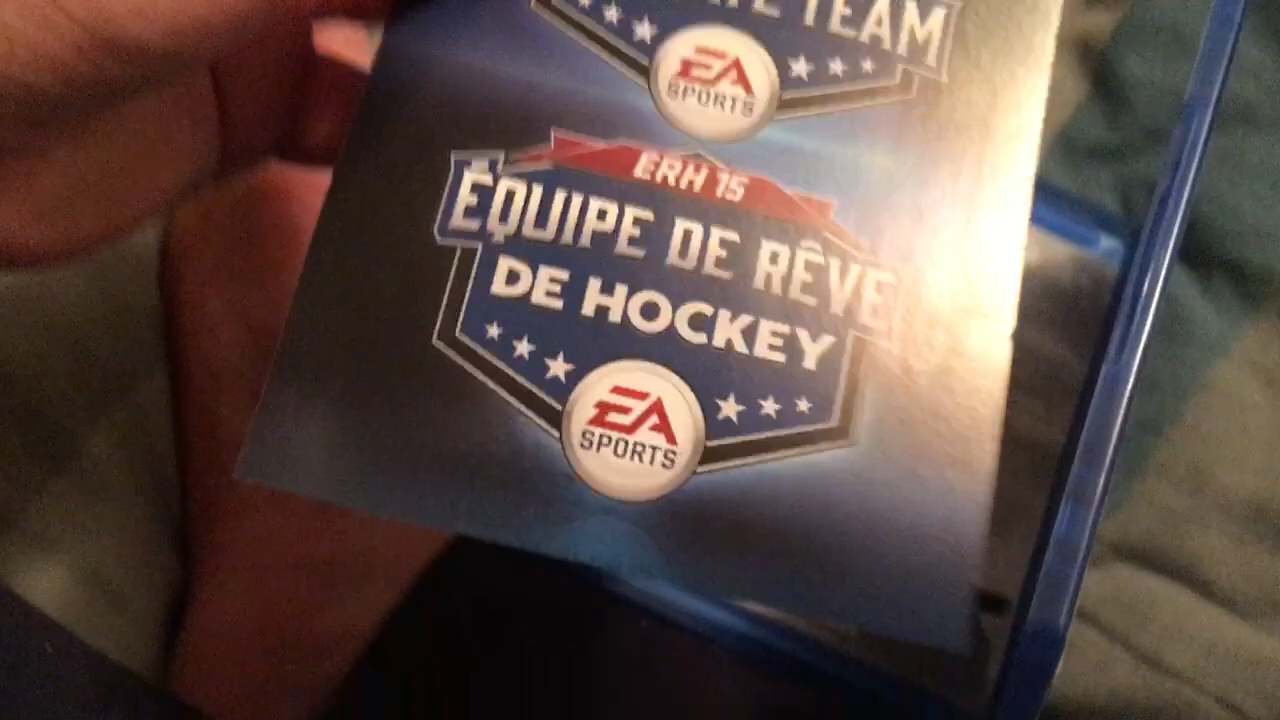 TEAM
EA
SPORTS
ERH 15
ÉQUIPE DE RÊVE
DE HOCKEY
EA
SPORTS